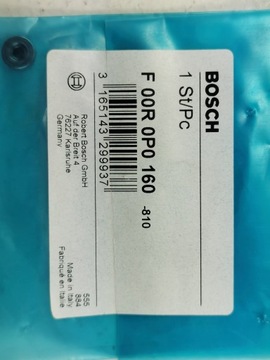 BOSCH
1 St/Pc
F 00R 0P0 160
-810
3 165143 299937
Robert Bosch GmbH
Auf der Breit 4
76227 Karlsruhe
Germany
555
884
Made in Italy
Fabriqué en Italie